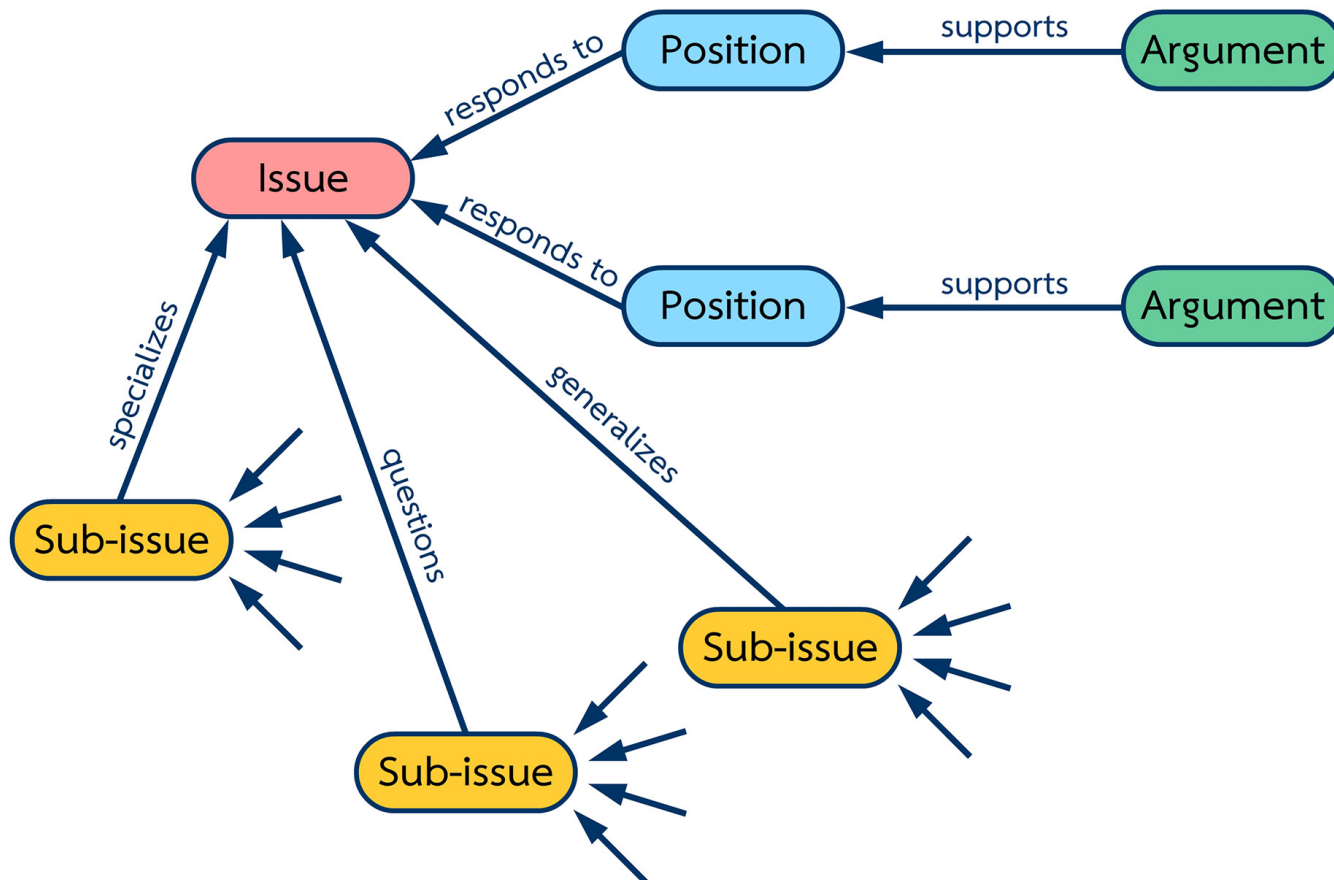 supports
Position
Argument
responds to
Issue
responds to
supports
Position
Argument
specializes
generalizes
questions
Sub-issue
Sub-issue
Sub-issue